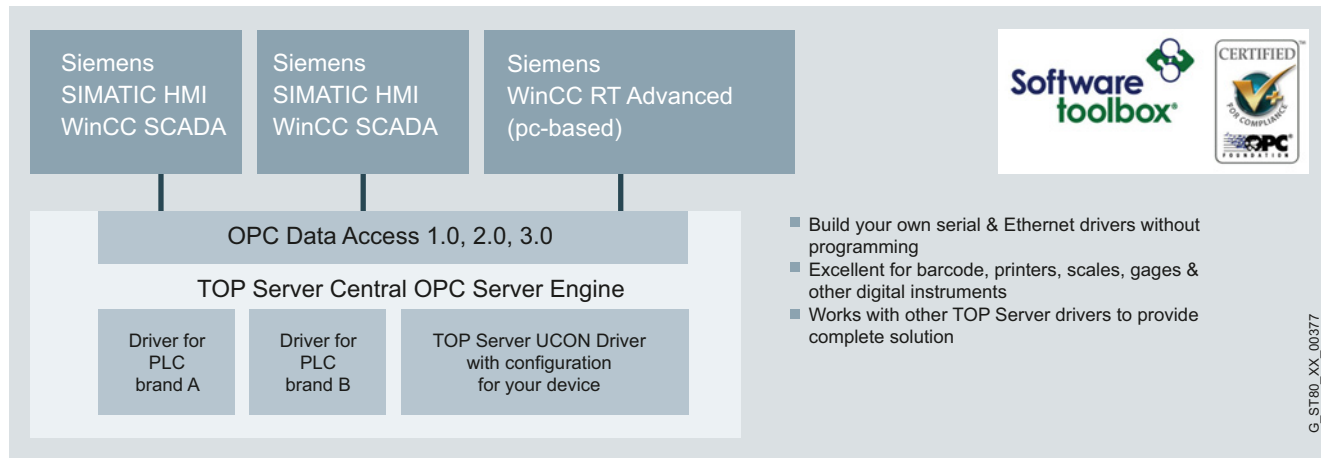 Siemens
SIMATIC HMI
WinCC SCADA
Siemens
SIMATIC HMI
WinCC SCADA
Siemens
WinCC RT Advanced
(pc-based)
Software
toolbox®
CERTIFIED™
FOR COMPLIANCE
OPC®
FOUNDATION
OPC Data Access 1.0, 2.0, 3.0
TOP Server Central OPC Server Engine
Driver for
PLC
brand A
Driver for
PLC
brand B
TOP Server UCON Driver
with configuration
for your device
Build your own serial & Ethernet drivers without
programming
Excellent for barcode, printers, scales, gages &
other digital instruments
Works with other TOP Server drivers to provide
complete solution
G_ST80_XX_00377